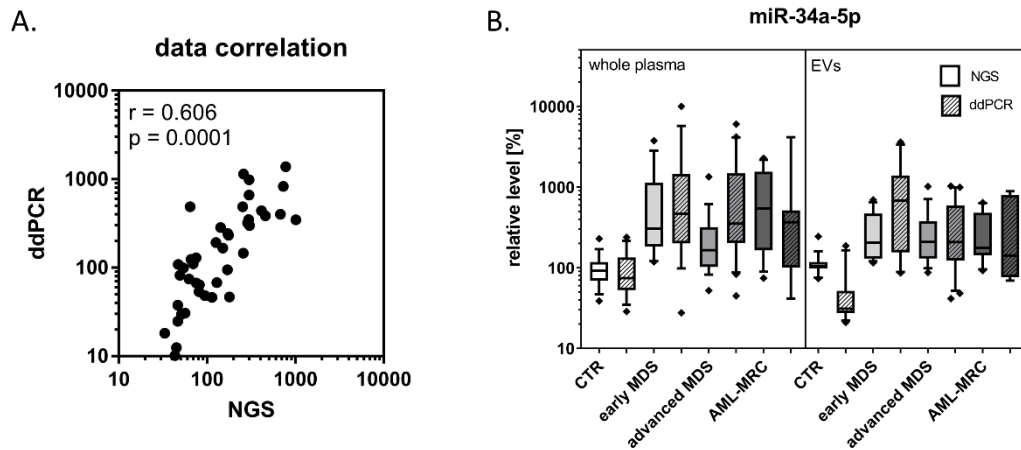 A.
data correlation
r = 0.606
p = 0.0001
ddPCR
10000
1000
100
10
10
100
1000
10000
NGS
B.
miR-34a-5p
whole plasma
EVs
NGS
ddPCR
relative level [%]
10000
1000
100
10
CTR
early MDS
advanced MDS
AML-MRC
CTR
early MDS
advanced MDS
AML-MRC